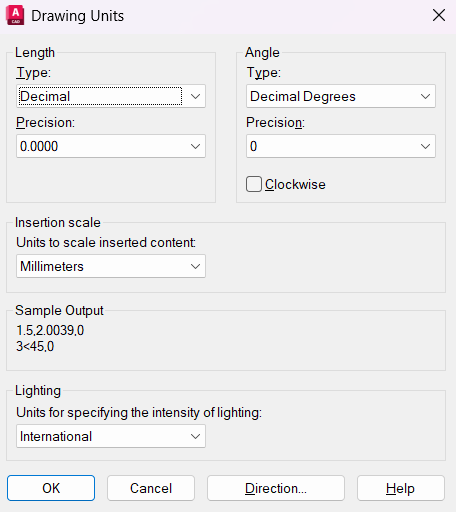 A CAD Drawing Units
Length
Type:
Decimal
Precision:
0.0000
Angle
Type:
Decimal Degrees
Precision:
0
Clockwise
Insertion scale
Units to scale inserted content:
Millimeters
Sample Output
1.5,2.0039,0
3<45,0
Lighting
Units for specifying the intensity of lighting:
International
OK Cancel Direction... Help